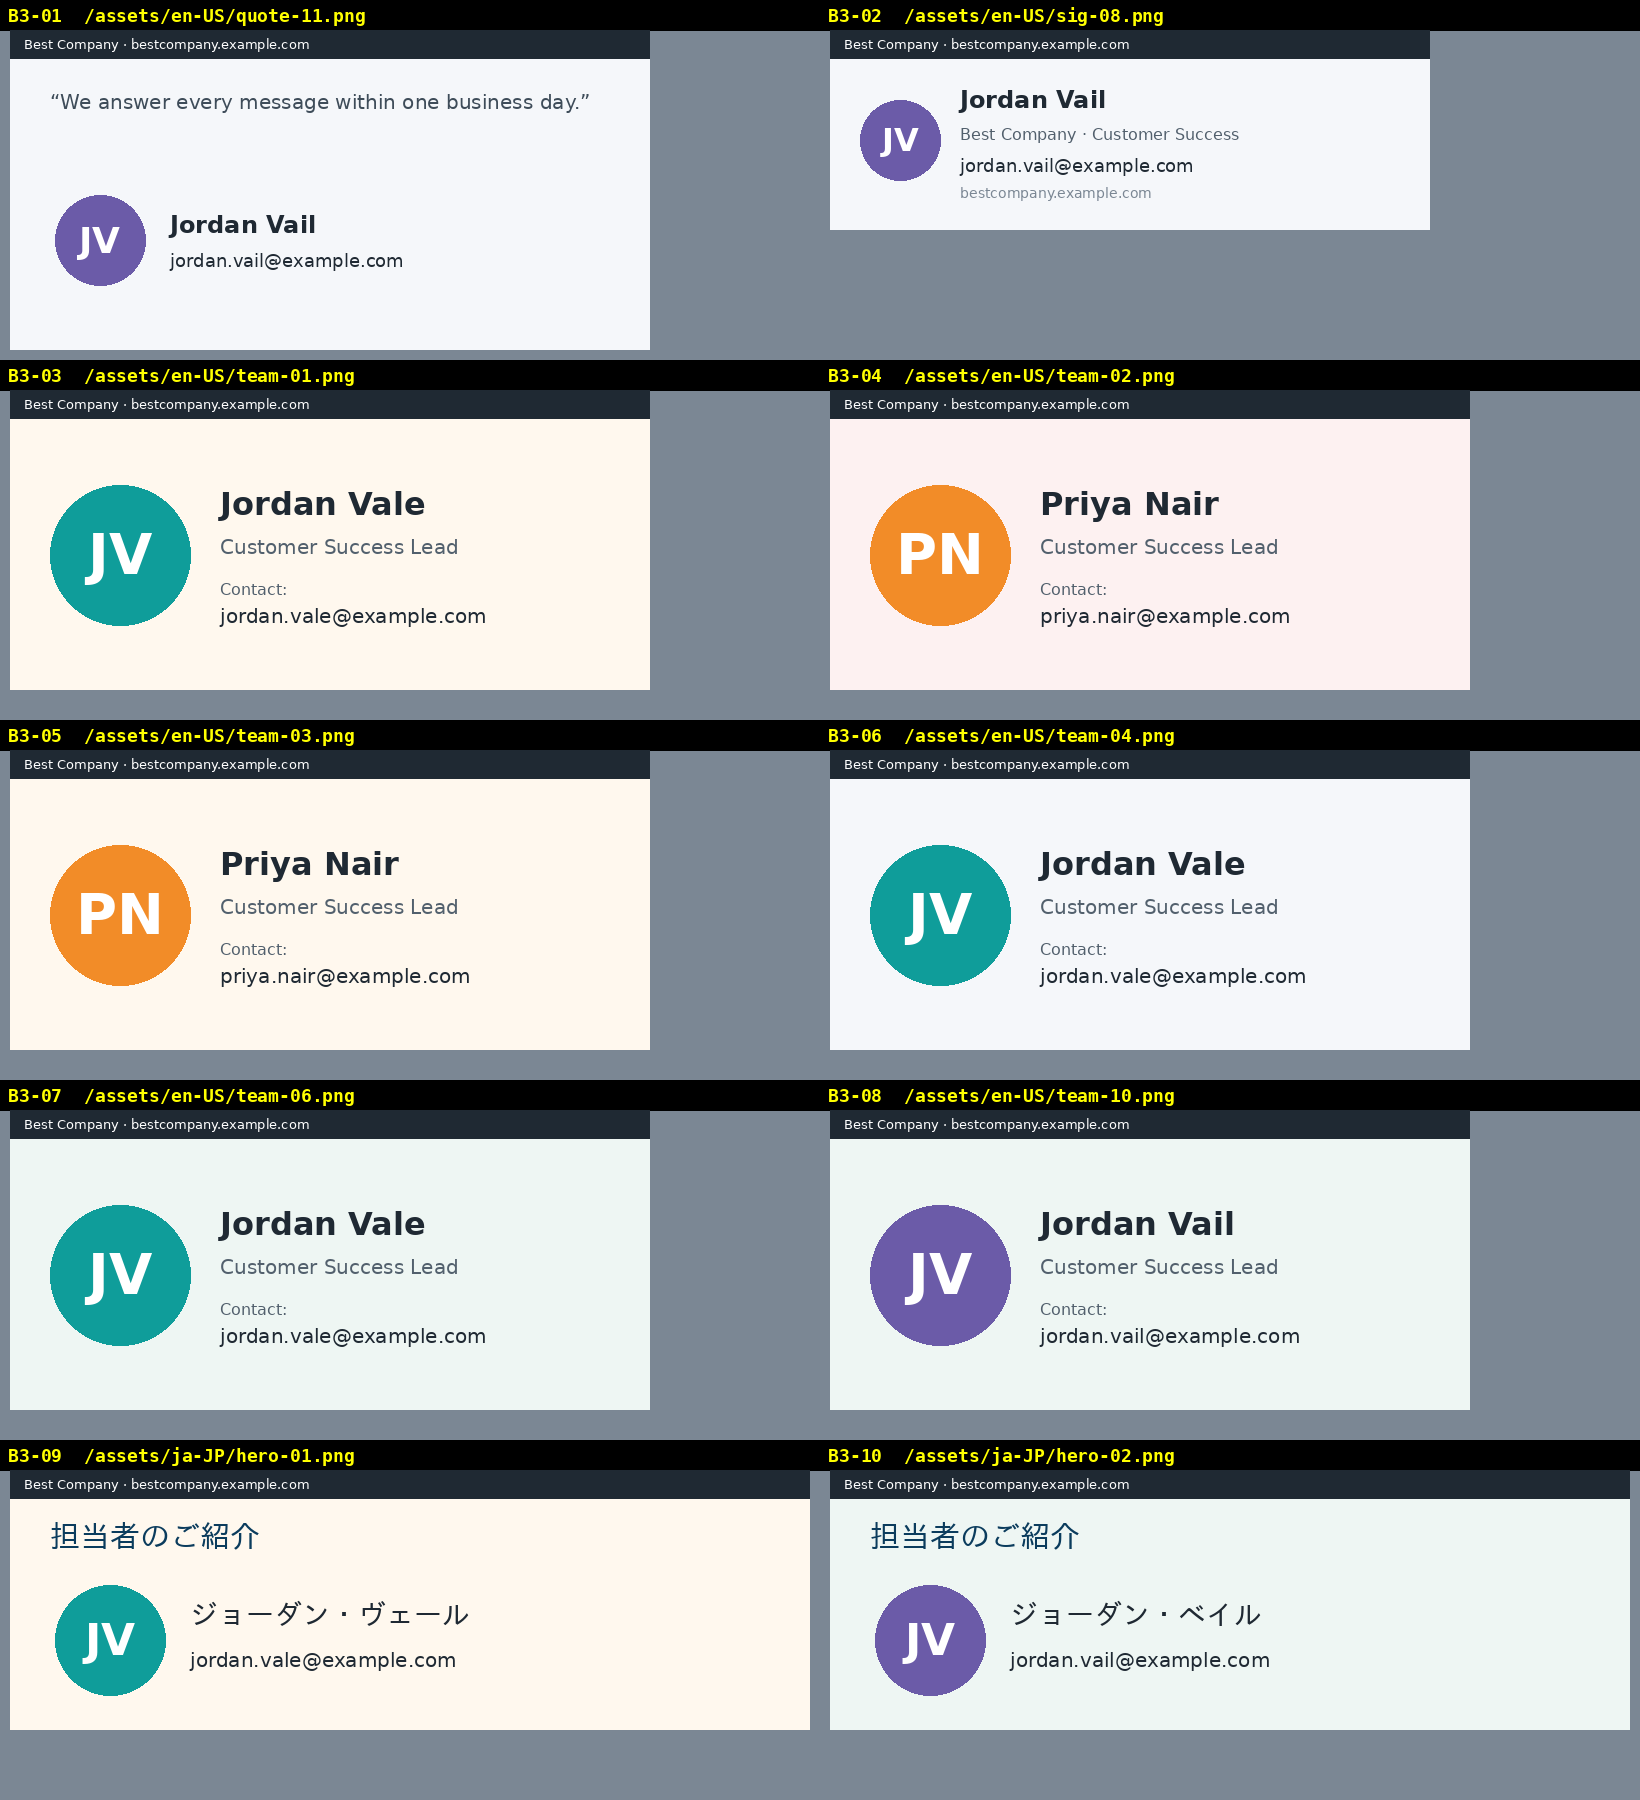 B3-01 /assets/en-US/quote-11.png
Best Company · bestcompany.example.com
“We answer every message within one business day.”
JV
Jordan Vail
jordan.vail@example.com
B3-02 /assets/en-US/sig-08.png
Best Company · bestcompany.example.com
JV
Jordan Vail
Best Company · Customer Success
jordan.vail@example.com
bestcompany.example.com
B3-03 /assets/en-US/team-01.png
Best Company · bestcompany.example.com
JV
Jordan Vale
Customer Success Lead
Contact:
jordan.vale@example.com
B3-04 /assets/en-US/team-02.png
Best Company · bestcompany.example.com
PN
Priya Nair
Customer Success Lead
Contact:
priya.nair@example.com
B3-05 /assets/en-US/team-03.png
Best Company · bestcompany.example.com
PN
Priya Nair
Customer Success Lead
Contact:
priya.nair@example.com
B3-06 /assets/en-US/team-04.png
Best Company · bestcompany.example.com
JV
Jordan Vale
Customer Success Lead
Contact:
jordan.vale@example.com
B3-07 /assets/en-US/team-06.png
Best Company · bestcompany.example.com
JV
Jordan Vale
Customer Success Lead
Contact:
jordan.vale@example.com
B3-08 /assets/en-US/team-10.png
Best Company · bestcompany.example.com
JV
Jordan Vail
Customer Success Lead
Contact:
jordan.vail@example.com
B3-09 /assets/ja-JP/hero-01.png
Best Company · bestcompany.example.com
担当者のご紹介
JV
ジョーダン・ヴェール
jordan.vale@example.com
B3-10 /assets/ja-JP/hero-02.png
Best Company · bestcompany.example.com
担当者のご紹介
JV
ジョーダン・ベイル
jordan.vail@example.com